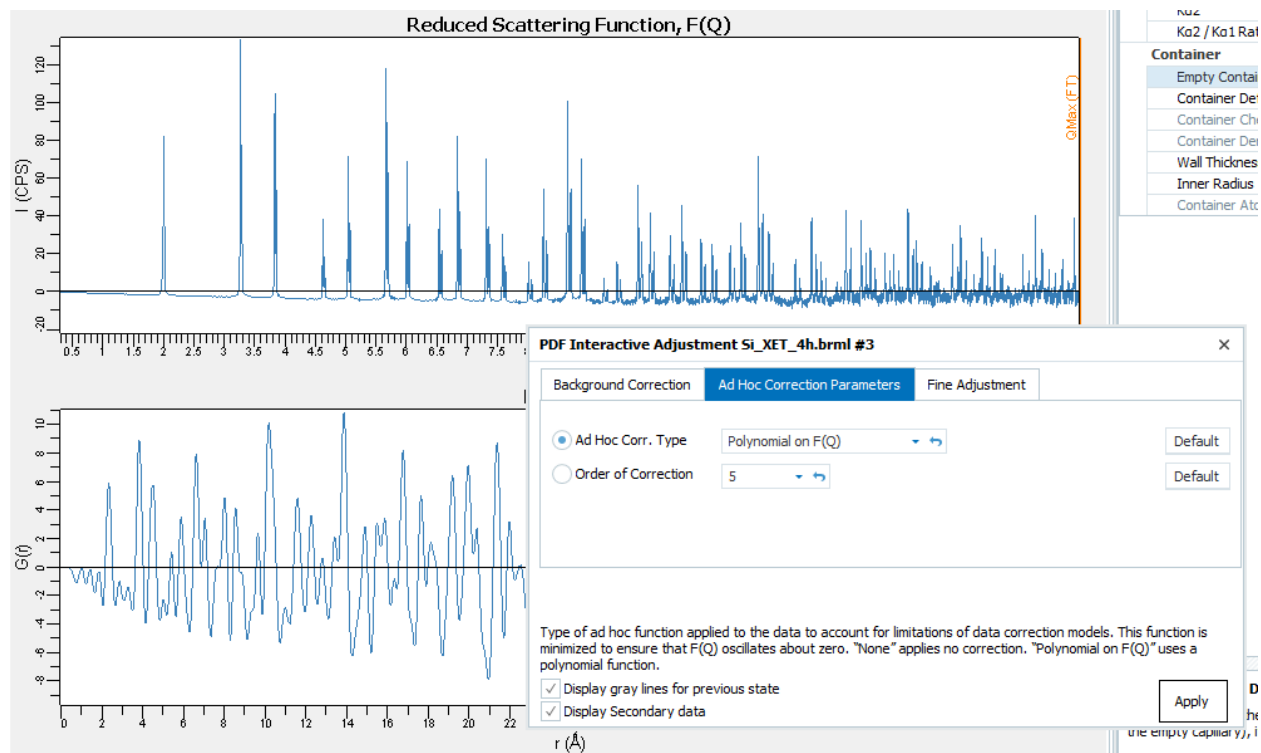 Reduced Scattering Function, F(Q)
Kα2 / Kα1 Rat
Container
Empty Contai
Container De
Container Ch
Container De
Wall Thicknes
Inner Radius
Container Ato
I (CPS)
120
100
80
60
40
20
0
-20
QMax (FT)
0.5 1 1.5 2 2.5 3 3.5 4 4.5 5 5.5 6 6.5 7 7.5
PDF Interactive Adjustment Si_XET_4h.brml #3
Background Correction Ad Hoc Correction Parameters Fine Adjustment
Ad Hoc Corr. Type Polynomial on F(Q) Default
Order of Correction 5 Default
Type of ad hoc function applied to the data to account for limitations of data correction models. This function is
minimized to ensure that F(Q) oscillates about zero. "None" applies no correction. "Polynomial on F(Q)" uses a
polynomial function.
Display gray lines for previous state
Display Secondary data
Apply
G(r)
10
8
6
4
2
0
-2
-4
-6
-8
0 2 4 6 8 10 12 14 16 18 20 22
r (Å)
the empty capillary), i